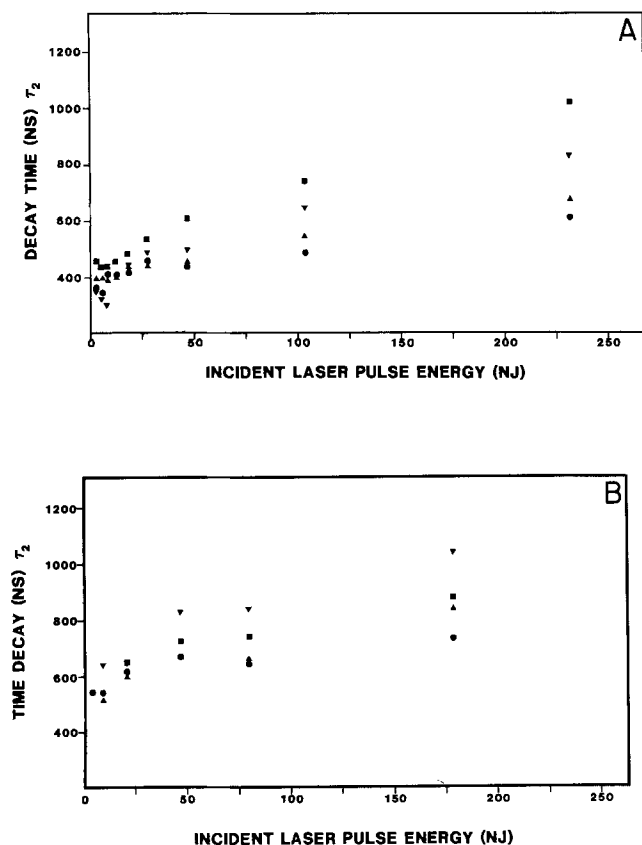 A
1200
1000
800
600
400
DECAY TIME (NS) τ2
0 50 100 150 200 250
INCIDENT LASER PULSE ENERGY (NJ)
B
1200
1000
800
600
400
TIME DECAY (NS) τ2
0 50 100 150 200 250
INCIDENT LASER PULSE ENERGY (NJ)